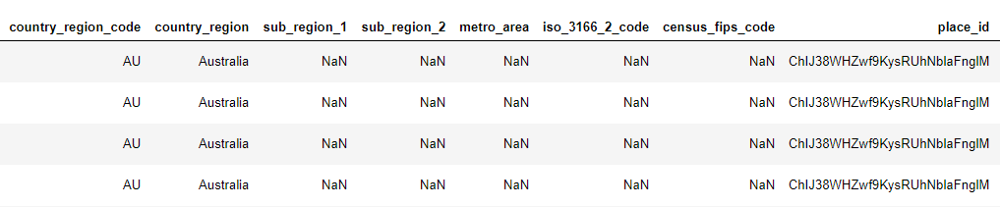 country_region_code country_region sub_region_1 sub_region_2 metro_area iso_3166_2_code census_fips_code place_id
AU Australia NaN NaN NaN NaN NaN ChIJ38WHZwf9KysRUhNblaFnglM
AU Australia NaN NaN NaN NaN NaN ChIJ38WHZwf9KysRUhNblaFnglM
AU Australia NaN NaN NaN NaN NaN ChIJ38WHZwf9KysRUhNblaFnglM
AU Australia NaN NaN NaN NaN NaN ChIJ38WHZwf9KysRUhNblaFnglM